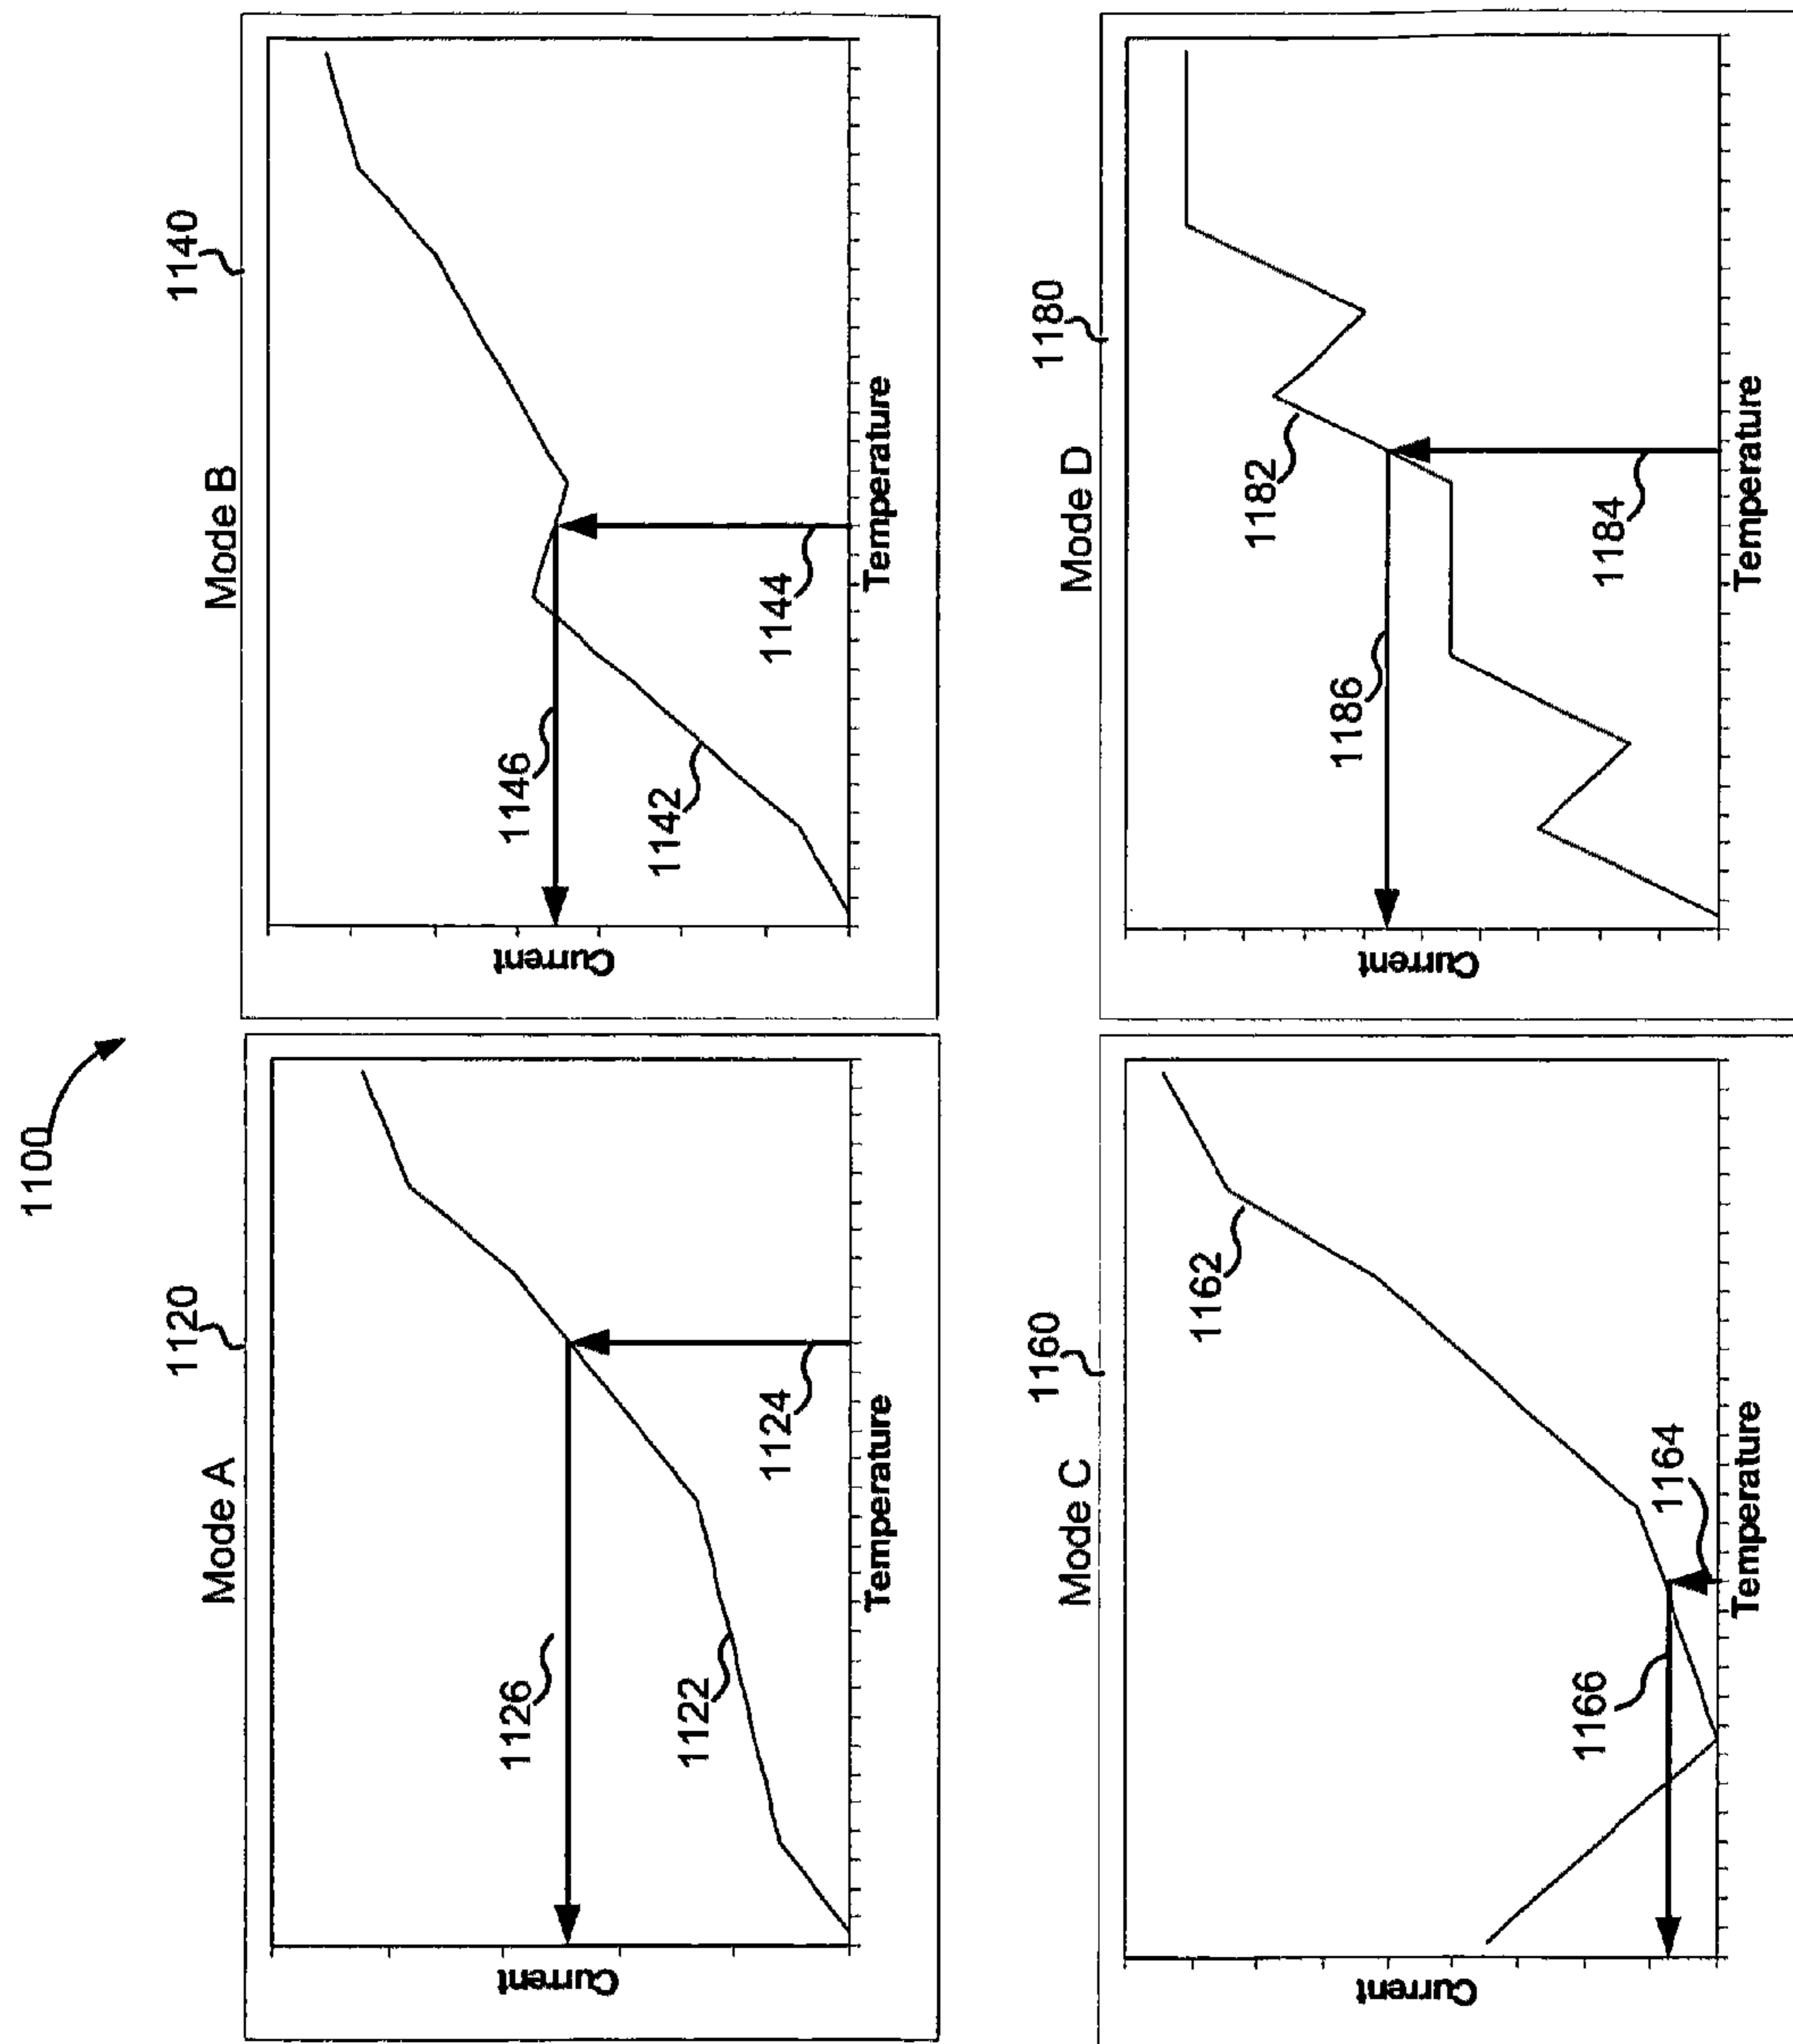 1100
Mode A
1120
Current
1126
1122
1124
Temperature
Mode B
1140
Current
1146
1142
1144
Temperature
Mode C
1160
Current
1162
1166
1164
Temperature
Mode D
1180
Current
1182
1186
1184
Temperature